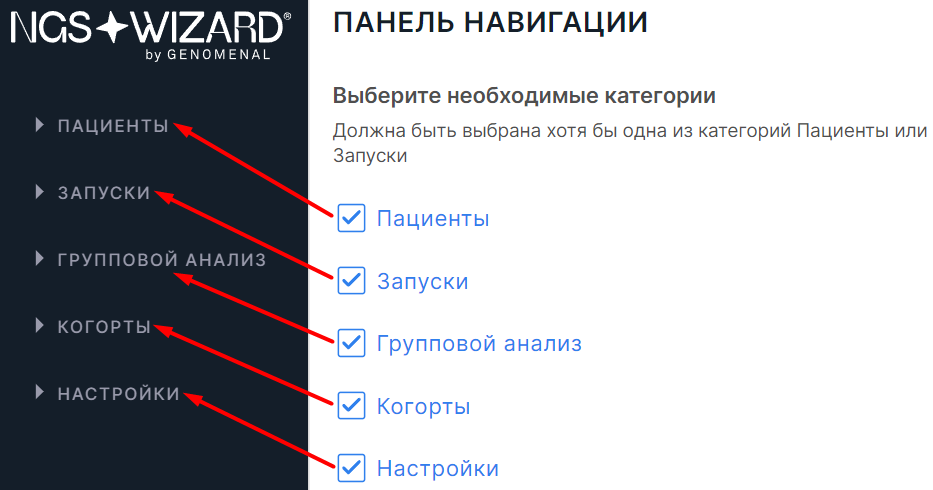 NGS WIZARD®
by GENOMENAL
ПАЦИЕНТЫ
ЗАПУСКИ
ГРУППОВОЙ АНАЛИЗ
КОГОРТЫ
НАСТРОЙКИ
ПАНЕЛЬ НАВИГАЦИИ
Выберите необходимые категории
Должна быть выбрана хотя бы одна из категорий Пациенты или
Запуски
Пациенты
Запуски
Групповой анализ
Когорты
Настройки